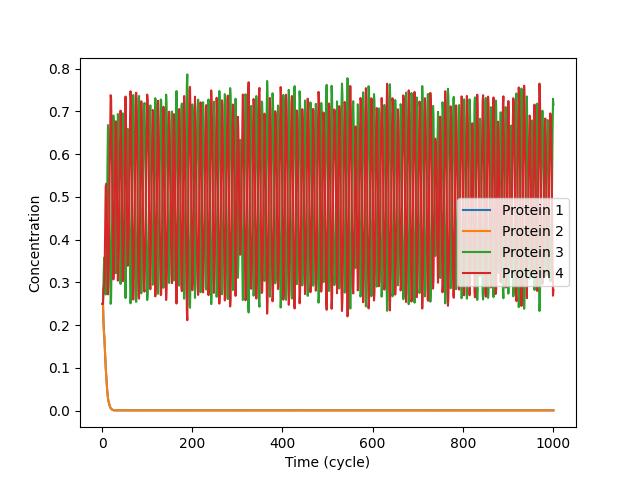 0.8
0.7
0.6
0.5
0.4
0.3
0.2
0.1
0.0
Concentration
Protein 1
Protein 2
Protein 3
Protein 4
0 200 400 600 800 1000
Time (cycle)